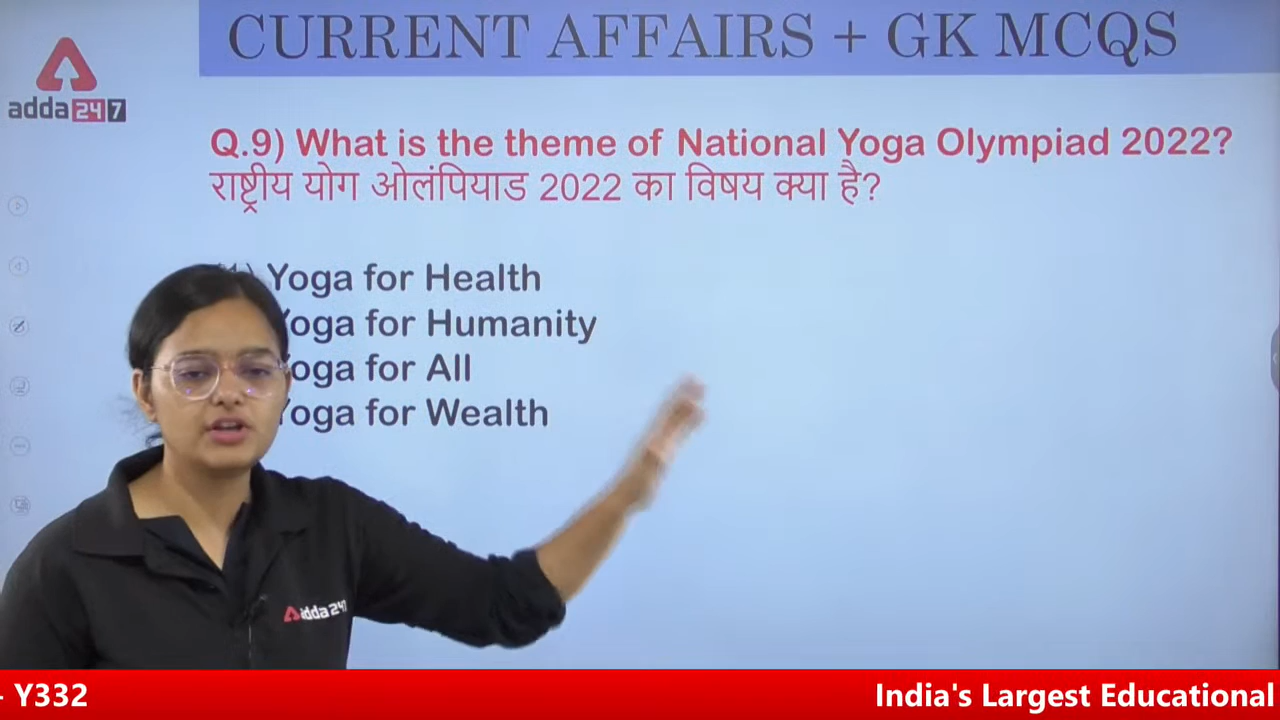 CURRENT AFFAIRS + GK MCQS
adda247
Q.9) What is the theme of National Yoga Olympiad 2022?
राष्ट्रीय योग ओलंपियाड 2022 का विषय क्या है?
Yoga for Health
Yoga for Humanity
Yoga for All
Yoga for Wealth
adda247
- Y332
India's Largest Educational